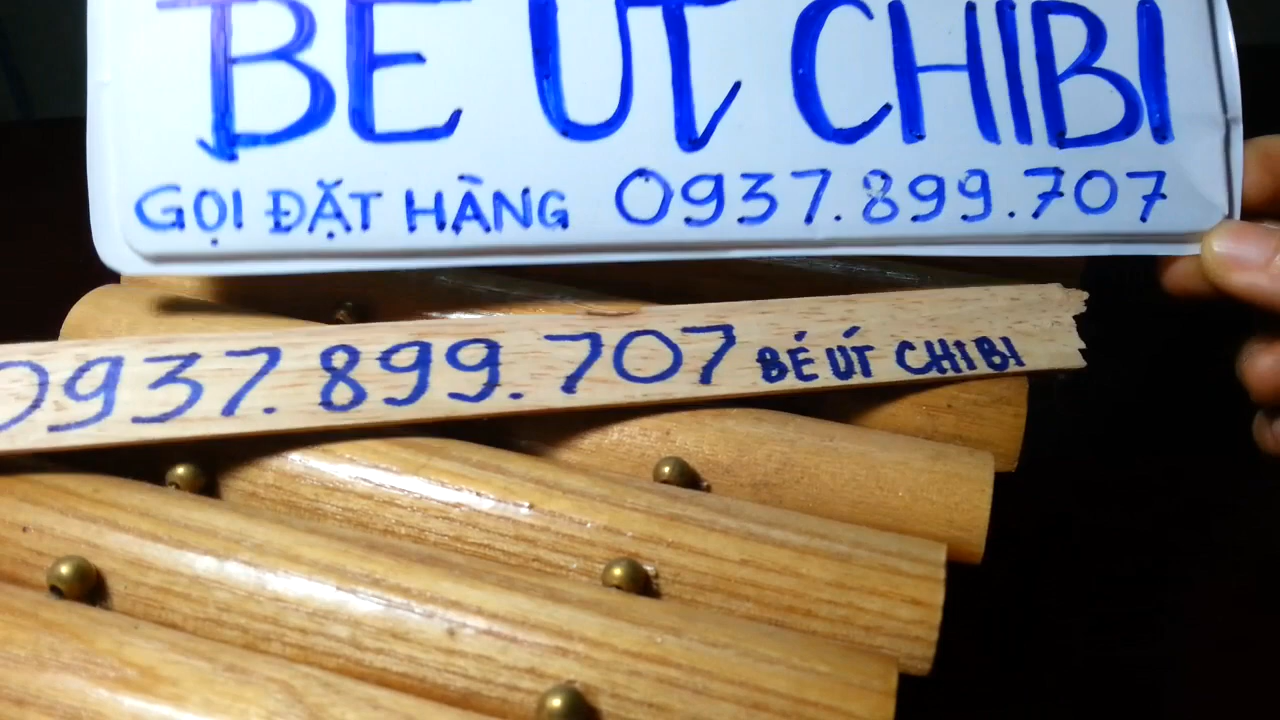 BÉ ÚT CHIBI
GỌI ĐẶT HÀNG 0937.899.707
0937.899.707 BÉ ÚT CHIBI